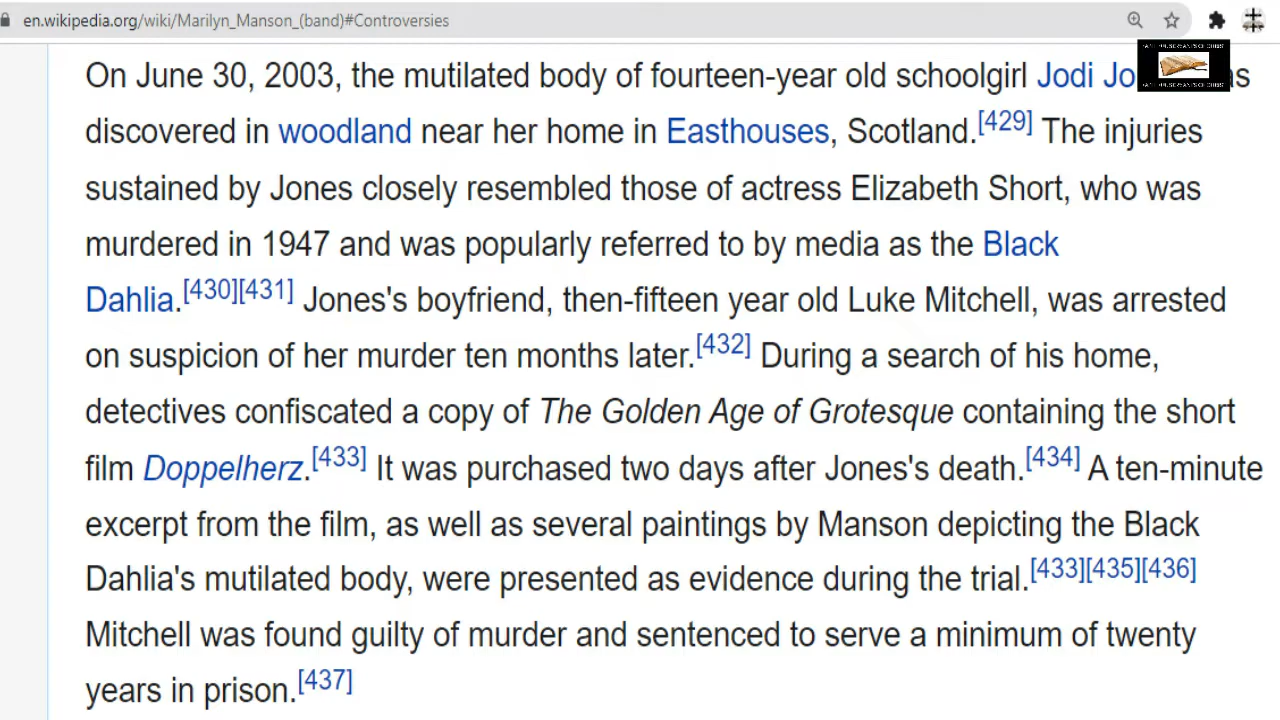 en.wikipedia.org/wiki/Marilyn_Manson_(band)#Controversies
On June 30, 2003, the mutilated body of fourteen-year old schoolgirl Jodi
discovered in woodland near her home in Easthouses, Scotland.[429] The injuries
sustained by Jones closely resembled those of actress Elizabeth Short, who was
murdered in 1947 and was popularly referred to by media as the Black
Dahlia.[430][431] Jones's boyfriend, then-fifteen year old Luke Mitchell, was arrested
on suspicion of her murder ten months later.[432] During a search of his home,
detectives confiscated a copy of The Golden Age of Grotesque containing the short
film Doppelherz.[433] It was purchased two days after Jones's death.[434] A ten-minute
excerpt from the film, as well as several paintings by Manson depicting the Black
Dahlia's mutilated body, were presented as evidence during the trial.[433][435][436]
Mitchell was found guilty of murder and sentenced to serve a minimum of twenty
years in prison.[437]